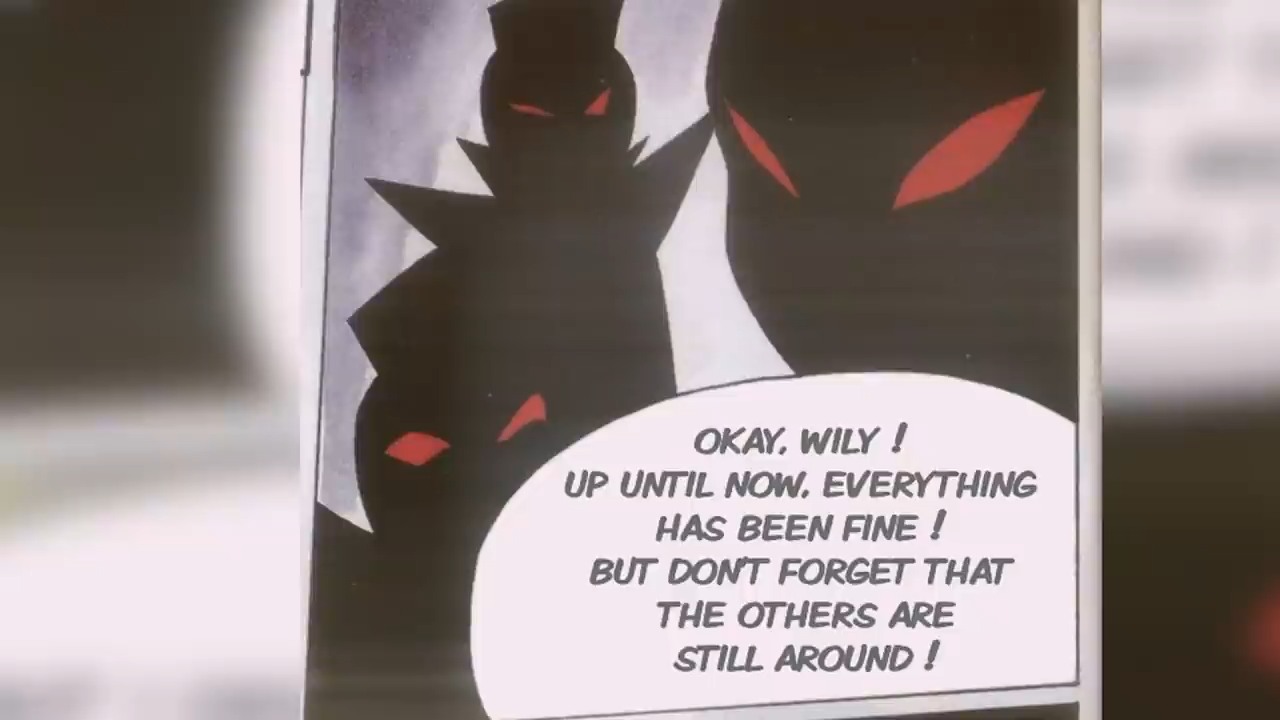 OKAY, WILY !
UP UNTIL NOW, EVERYTHING
HAS BEEN FINE !
BUT DON'T FORGET THAT
THE OTHERS ARE
STILL AROUND !